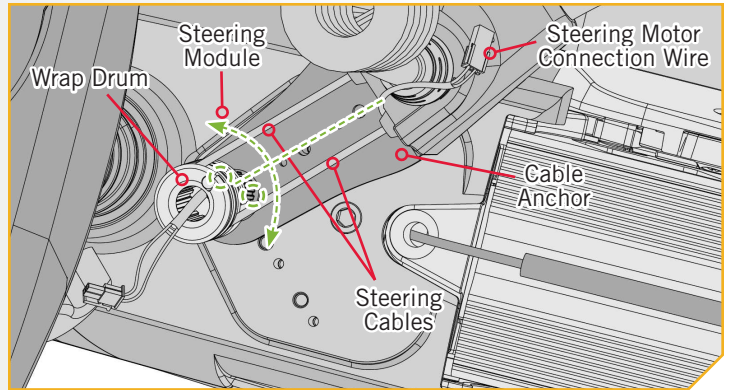 Steering
Module
Steering Motor
Connection Wire
Wrap Drum
Cable
Anchor
Steering
Cables